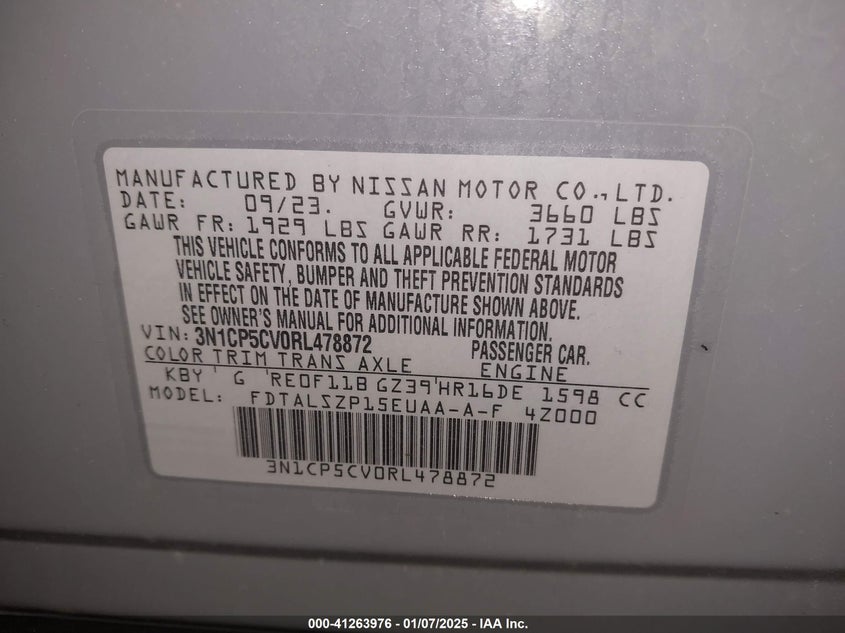 MANUFACTURED BY NISSAN MOTOR CO., LTD.
DATE: 09/23. GVWR: 3660 LBS
GAWR FR: 1929 LBS GAWR RR: 1731 LBS
THIS VEHICLE CONFORMS TO ALL APPLICABLE FEDERAL MOTOR
VEHICLE SAFETY, BUMPER AND THEFT PREVENTION STANDARDS
IN EFFECT ON THE DATE OF MANUFACTURE SHOWN ABOVE.
SEE OWNER'S MANUAL FOR ADDITIONAL INFORMATION.
VIN: 3N1CP5CV0RL478872 PASSENGER CAR.
COLOR TRIM TRANS AXLE ENGINE
KBY' G 'RE0F11B GZ39'HR16DE 1598 CC
MODEL: FDTALSZP15EUAA-A-F 4Z000
3N1CP5CV0RL478872
000-41263976 - 01/07/2025 - IAA Inc.